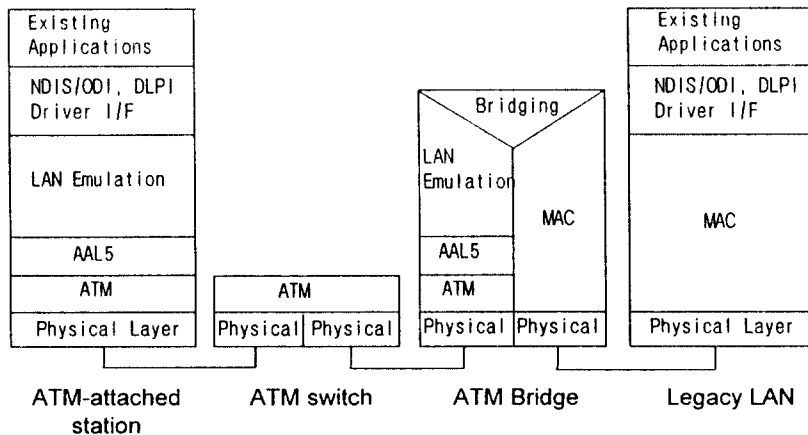 Existing
Applications
NDIS/ODI, DLPI
Driver I/F
LAN Emulation
AAL5
ATM
Physical Layer
ATM-attached
station
ATM
Physical
Physical
ATM switch
Bridging
LAN
Emulation
AAL5
ATM
Physical
MAC
Physical
ATM Bridge
Existing
Applications
NDIS/ODI, DLPI
Driver I/F
MAC
Physical Layer
Legacy LAN